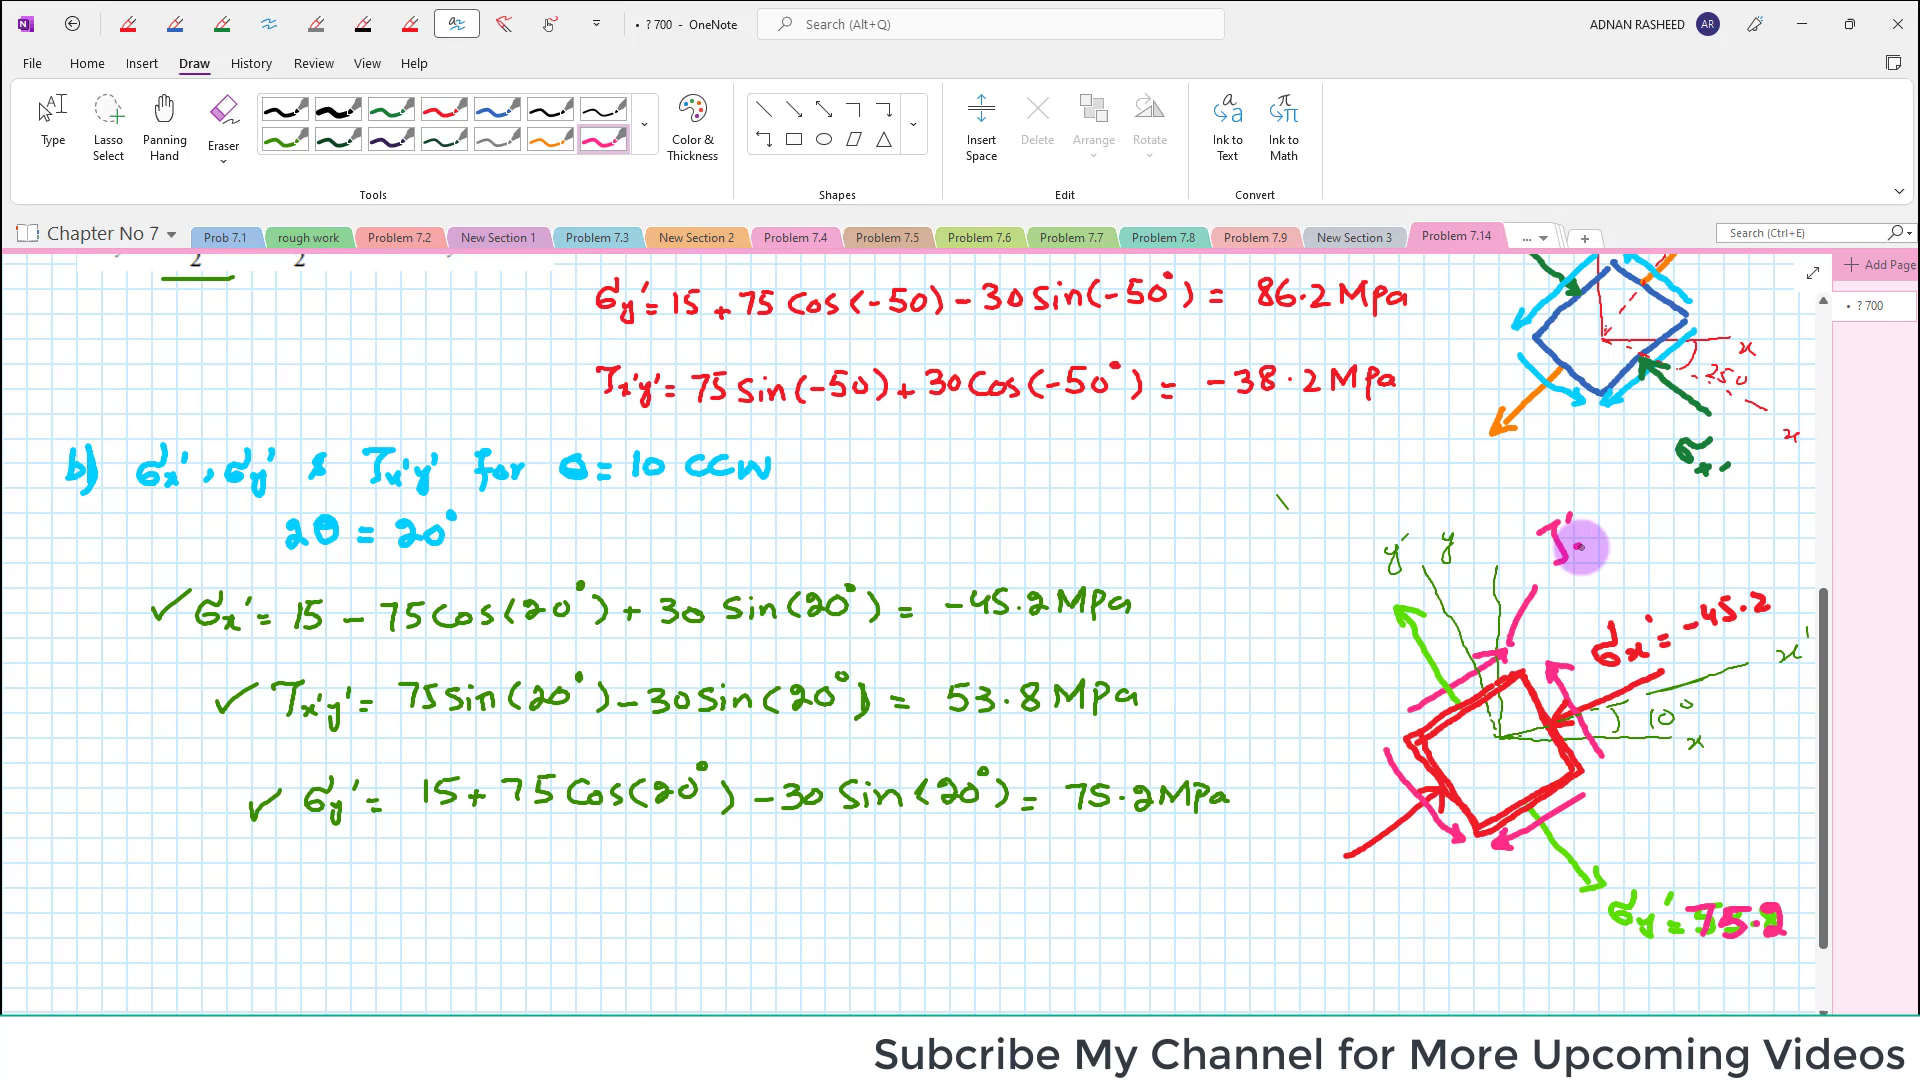 ? 700 - OneNote
Search (Alt+Q)
ADNAN RASHEED
AR
File Home Insert Draw History Review View Help
Type
Lasso Select
Panning Hand
Eraser
Color & Thickness
Insert Space
Delete
Arrange
Rotate
Ink to Text
Ink to Math
Tools
Shapes
Edit
Convert
Chapter No 7
Prob 7.1
rough work
Problem 7.2
New Section 1
Problem 7.3
New Section 2
Problem 7.4
Problem 7.5
Problem 7.6
Problem 7.7
Problem 7.8
Problem 7.9
New Section 3
Problem 7.14
...
Search (Ctrl+E)
Add Page
? 700
2 2
σy' = 15 + 75 Cos(-50) - 30 sin(-50°) = 86.2 Mpa
Tx'y' = 75 sin(-50) + 30 Cos(-50°) = -38.2 Mpa
x
25°
x
σx'
b) σx', σy' & Tx'y' for θ = 10 CCW
2θ = 20°
σx' = 15 - 75 Cos(20°) + 30 sin(20°) = -45.2 MPa
Tx'y' = 75 sin(20°) - 30 sin(20°) = 53.8 MPa
σy' = 15 + 75 Cos(20°) - 30 sin(20°) = 75.2 MPa
y' y
σx' = -45.2
x'
10°
x
σy' = 75.2
Subcribe My Channel for More Upcoming Videos